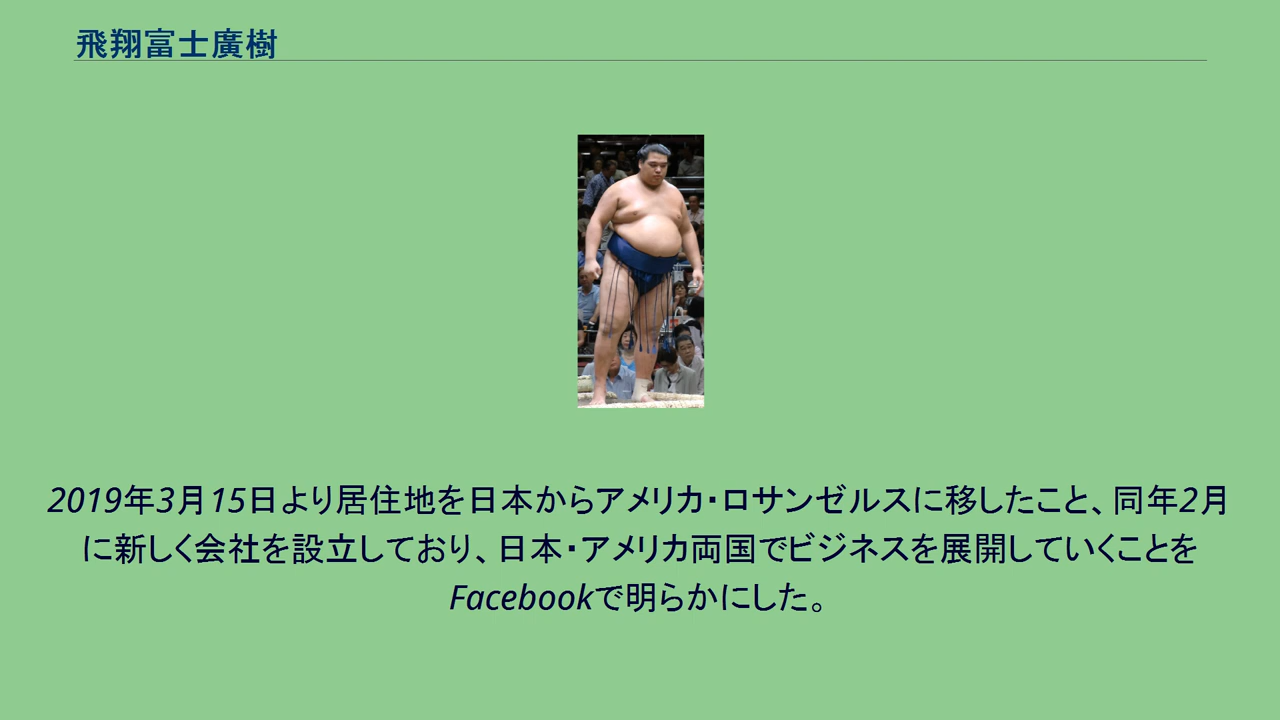 飛翔富士廣樹
2019年3月15日より居住地を日本からアメリカ・ロサンゼルスに移したこと、同年2月
に新しく会社を設立しており、日本・アメリカ両国でビジネスを展開していくことを
Facebookで明らかにした。